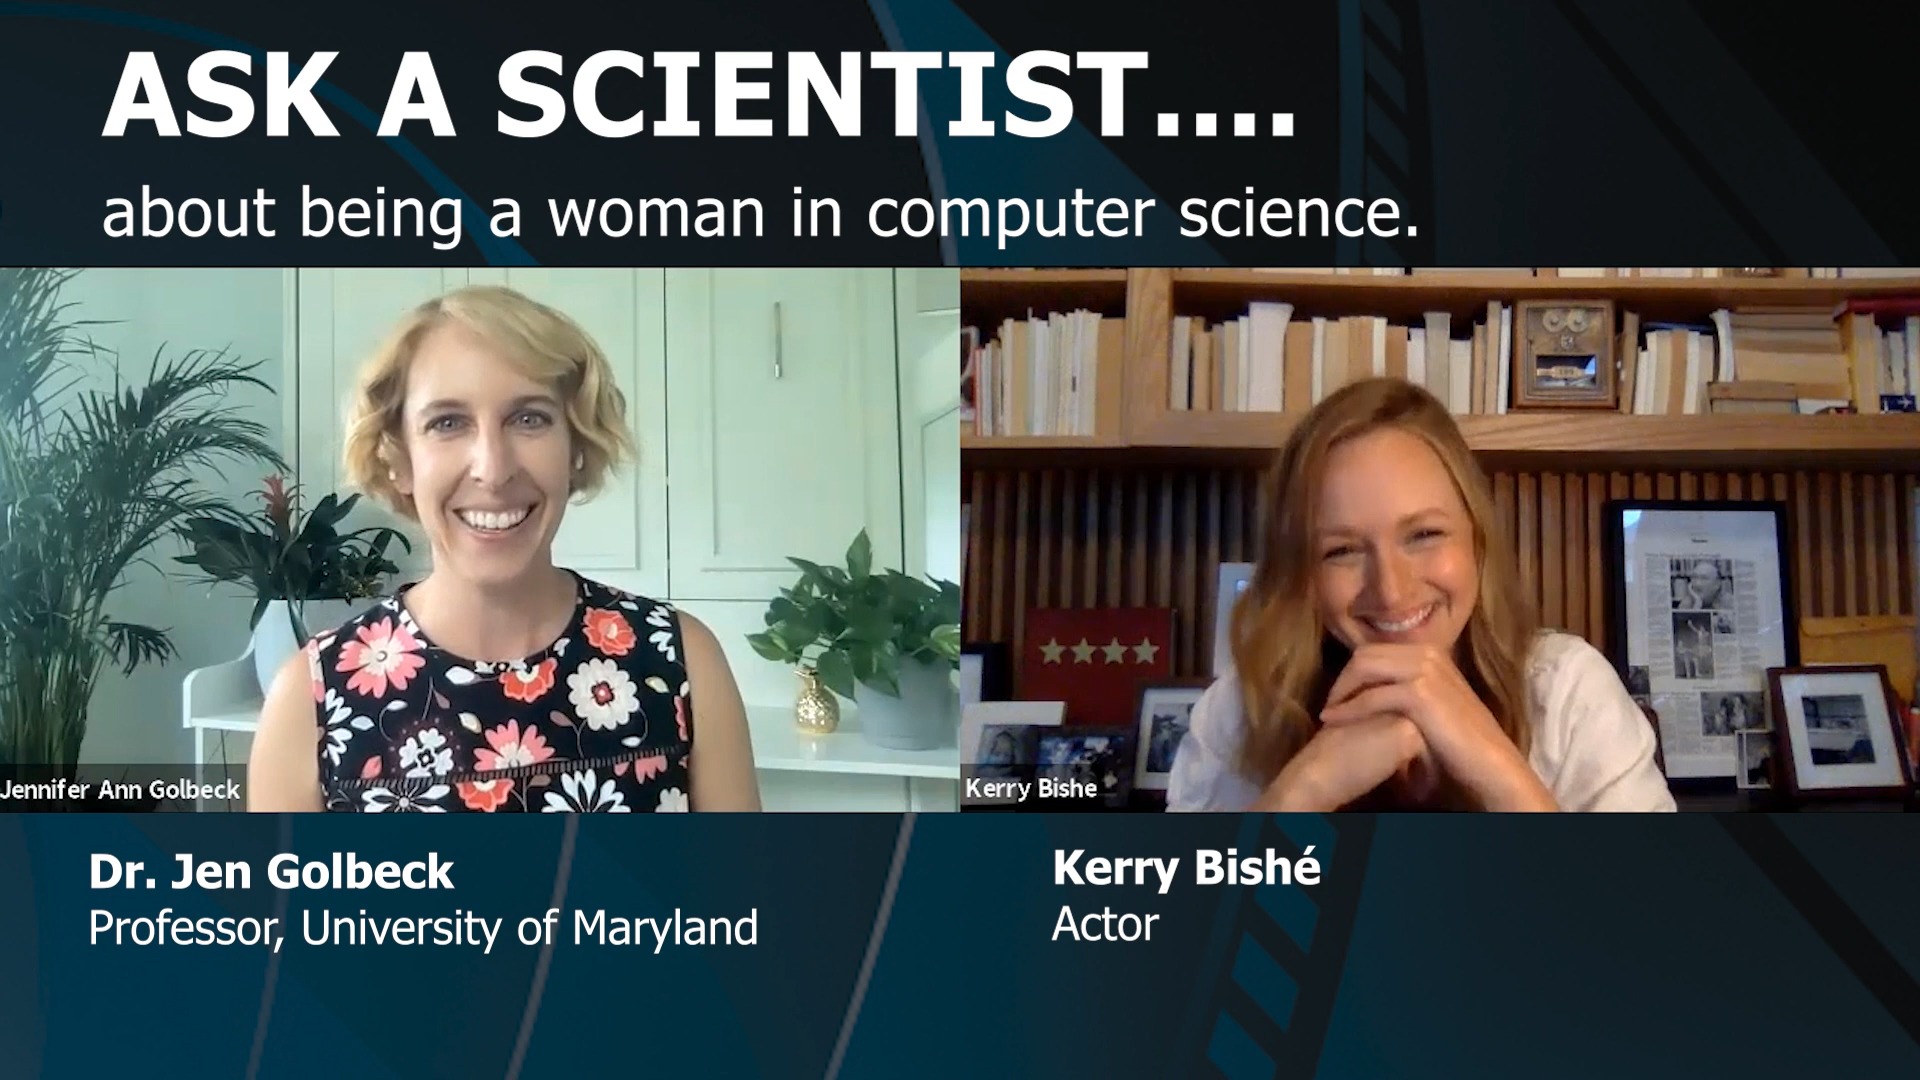 ASK A SCIENTIST....
about being a woman in computer science.
Jennifer Ann Golbeck
Kerry Bishe
Dr. Jen Golbeck
Professor, University of Maryland
Kerry Bishé
Actor